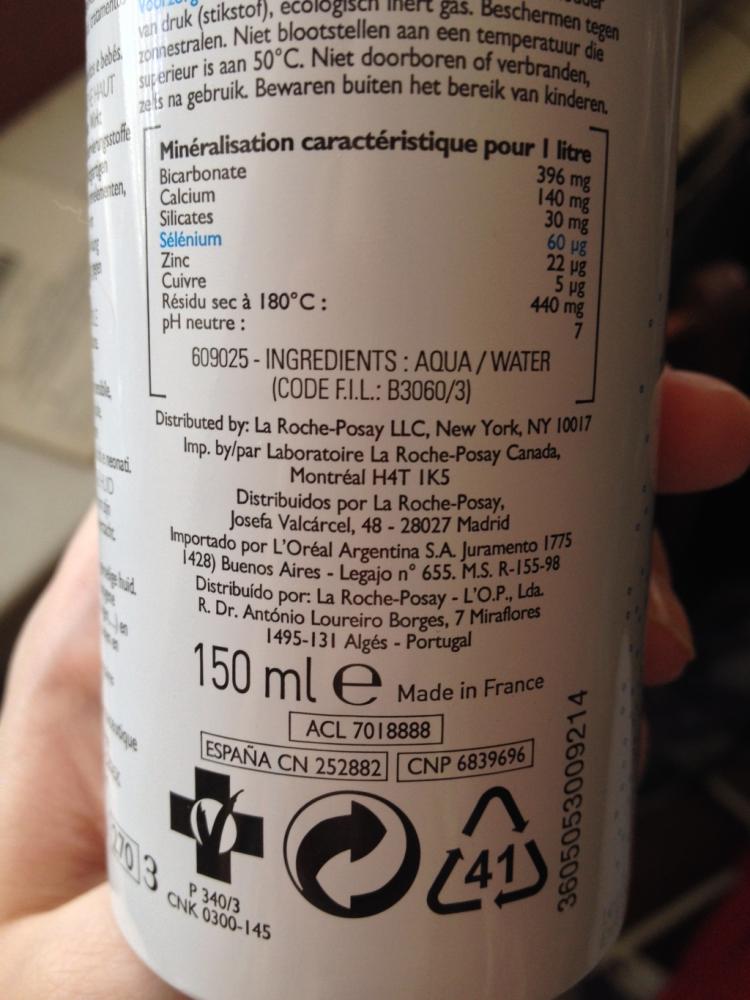 van druk (stikstof), ecologisch inert gas. Beschermen tegen
zonnestralen. Niet blootstellen aan een temperatuur die
superieur is aan 50°C. Niet doorboren of verbranden,
zelfs na gebruik. Bewaren buiten het bereik van kinderen.
Minéralisation caractéristique pour 1 litre
Bicarbonate 396 mg
Calcium 140 mg
Silicates 30 mg
Sélénium 60 µg
Zinc 22 µg
Cuivre 5 µg
Résidu sec à 180°C : 440 mg
pH neutre : 7
609025 - INGREDIENTS : AQUA / WATER
(CODE F.I.L.: B3060/3)
Distributed by: La Roche-Posay LLC, New York, NY 10017
Imp. by/par Laboratoire La Roche-Posay Canada,
Montréal H4T 1K5
Distribuidos por La Roche-Posay,
Josefa Valcárcel, 48 - 28027 Madrid
Importado por L'Oréal Argentina S.A. Juramento 1775
1428) Buenos Aires - Legajo n° 655. M.S. R-155-98
Distribuído por: La Roche-Posay - L'O.P., Lda.
R. Dr. António Loureiro Borges, 7 Miraflores
1495-131 Algés - Portugal
150 ml e Made in France
ACL 7018888
ESPAÑA CN 252882 CNP 6839696
41
P 340/3
CNK 0300-145
3605053009214